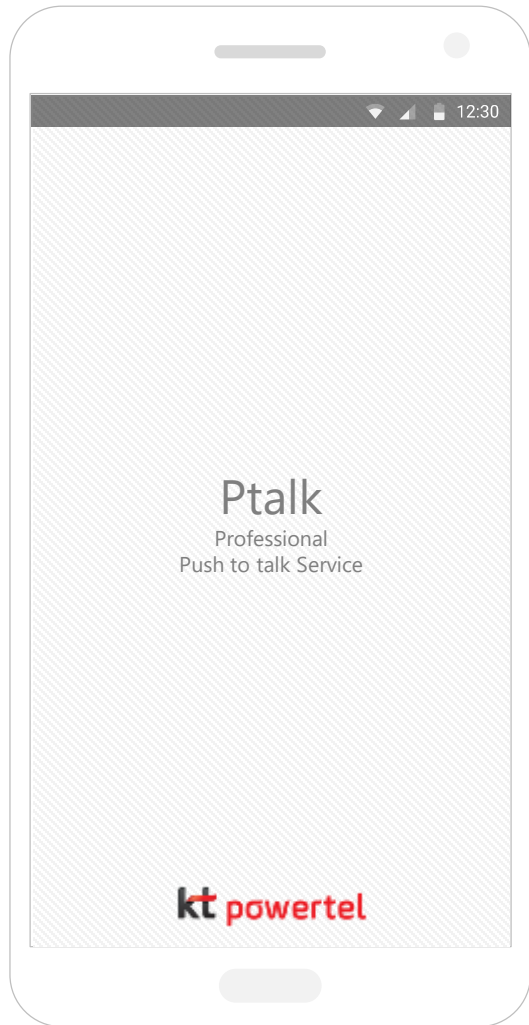 12:30
Ptalk
Professional
Push to talk Service
kt powertel